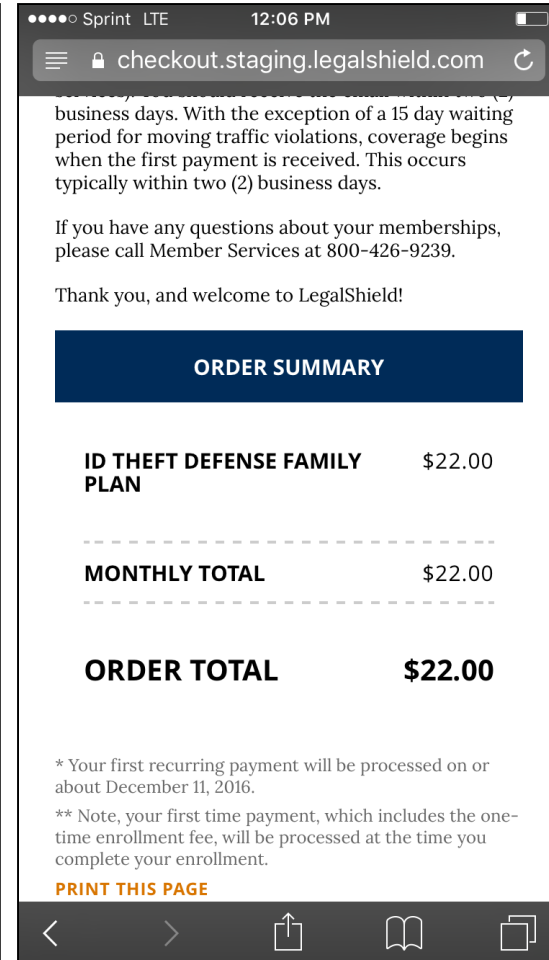 Sprint LTE 12:06 PM
checkout.staging.legalshield.com
business days. With the exception of a 15 day waiting
period for moving traffic violations, coverage begins
when the first payment is received. This occurs
typically within two (2) business days.
If you have any questions about your memberships,
please call Member Services at 800-426-9239.
Thank you, and welcome to LegalShield!
ORDER SUMMARY
ID THEFT DEFENSE FAMILY $22.00
PLAN
MONTHLY TOTAL $22.00
ORDER TOTAL $22.00
* Your first recurring payment will be processed on or
about December 11, 2016.
** Note, your first time payment, which includes the one-
time enrollment fee, will be processed at the time you
complete your enrollment.
PRINT THIS PAGE